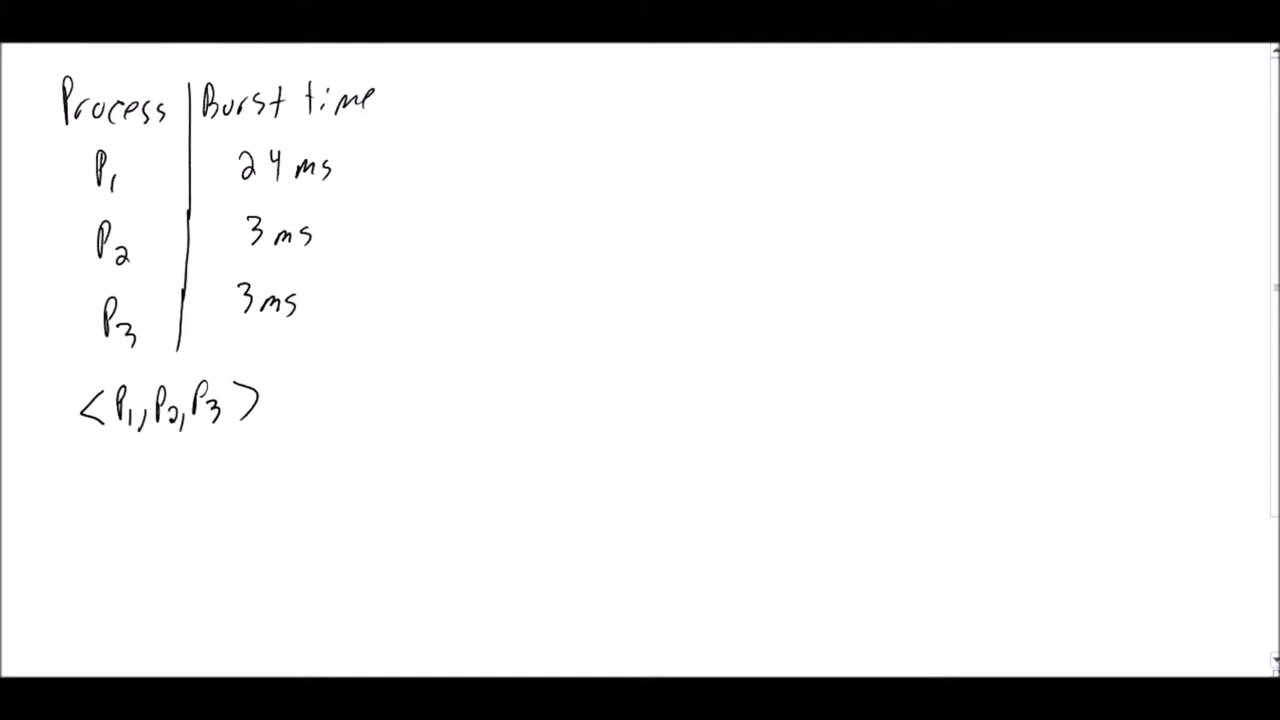 Process | Burst time
P1 24 ms
P2 3 ms
P3 3 ms
<P1, P2, P3>